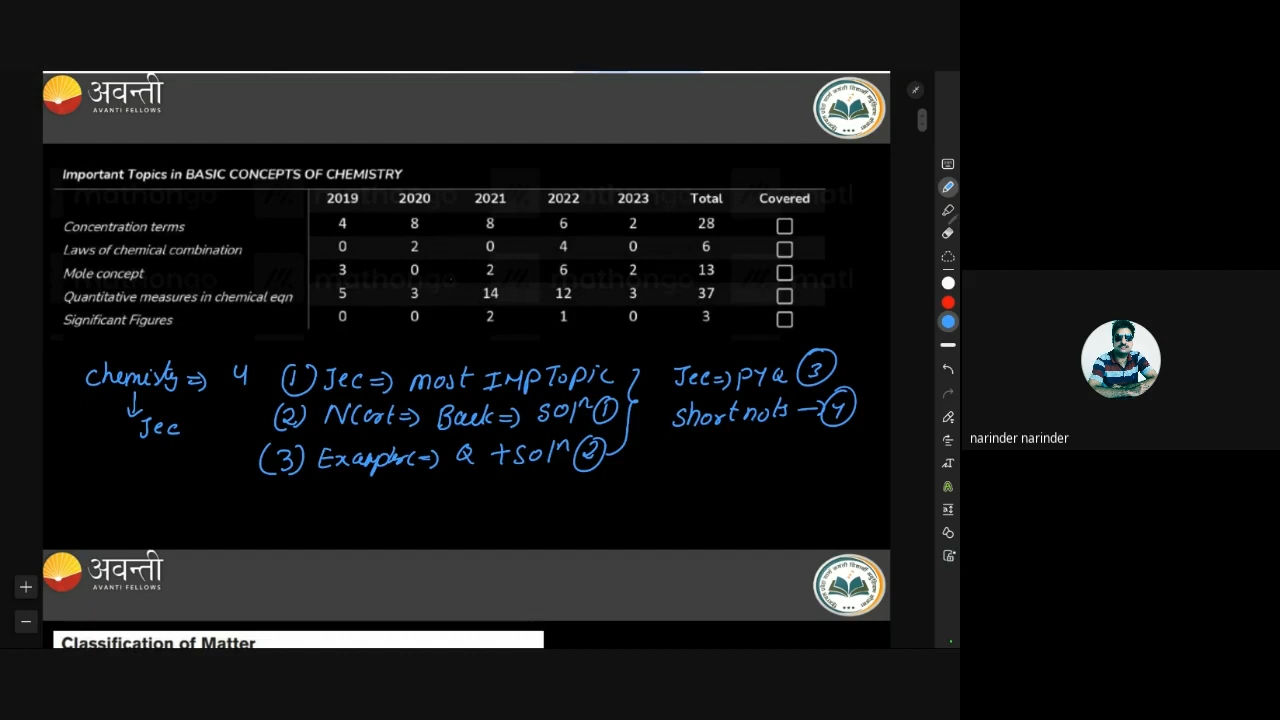 अवन्ती
AVANTI FELLOWS
Important Topics in BASIC CONCEPTS OF CHEMISTRY
2019 2020 2021 2022 2023 Total Covered
Concentration terms 4 8 8 6 2 28
Laws of chemical combination 0 2 0 4 0 6
Mole concept 3 0 2 6 2 13
Quantitative measures in chemical eqn 5 3 14 12 3 37
Significant Figures 0 0 2 1 0 3
Chemistry => 4 (1) Jee => most IMP Topic Jee => PYQ (3)
Jee (2) NCert => Back => Solⁿ (1) short nots → (4)
(3) Example => Q + Solⁿ (2)
narinder narinder
अवन्ती
AVANTI FELLOWS
Classification of Matter